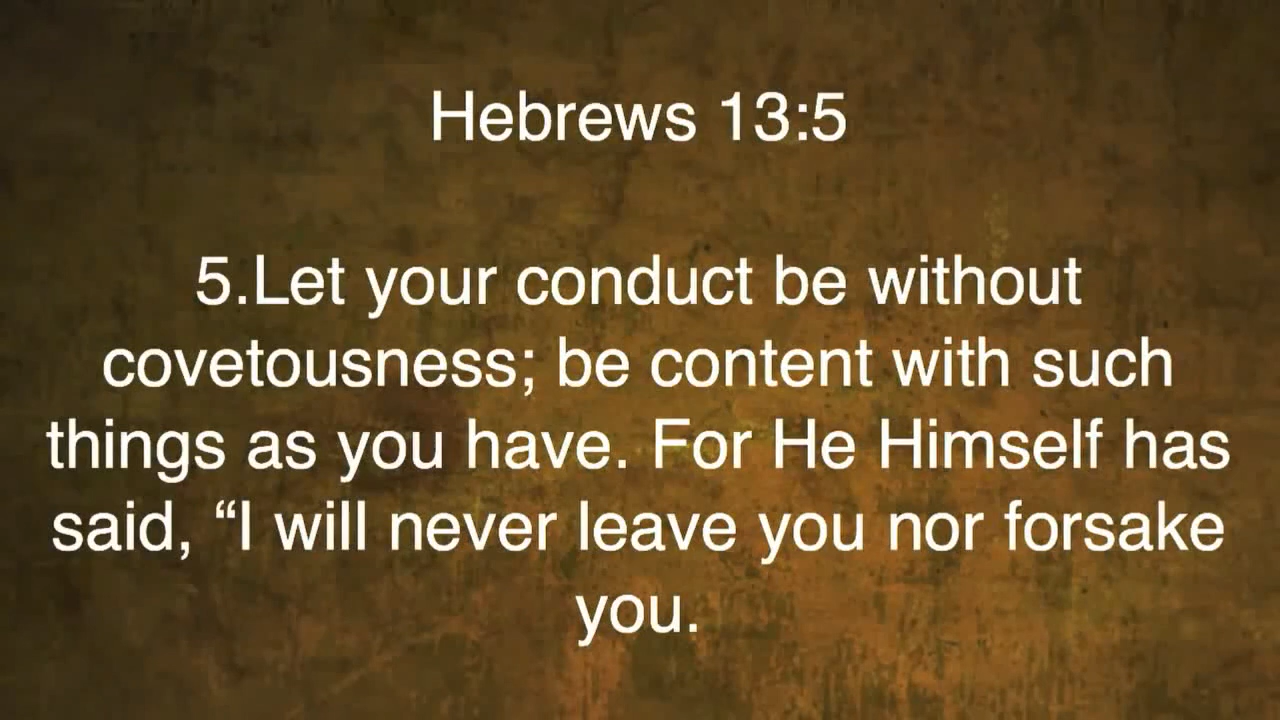 Hebrews 13:5
5.Let your conduct be without
covetousness; be content with such
things as you have. For He Himself has
said, “I will never leave you nor forsake
you.